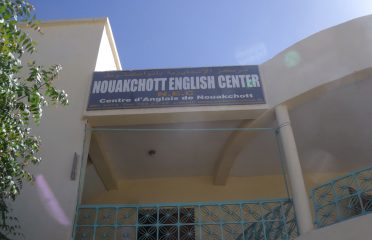 NOUAKCHOTT ENGLISH CENTER
N.E.C
Centre d'Anglais de Nouakchott